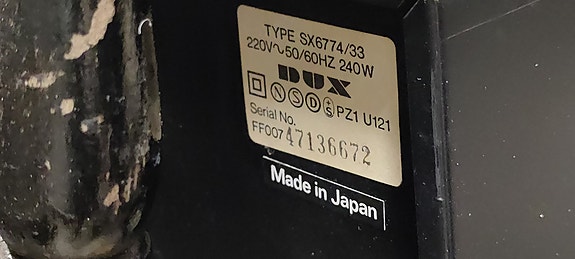 TYPE SX6774/33
220V~50/60HZ 240W
DUX
N S D +S PZ1 U121
Serial No.
FF007 47136672
Made in Japan